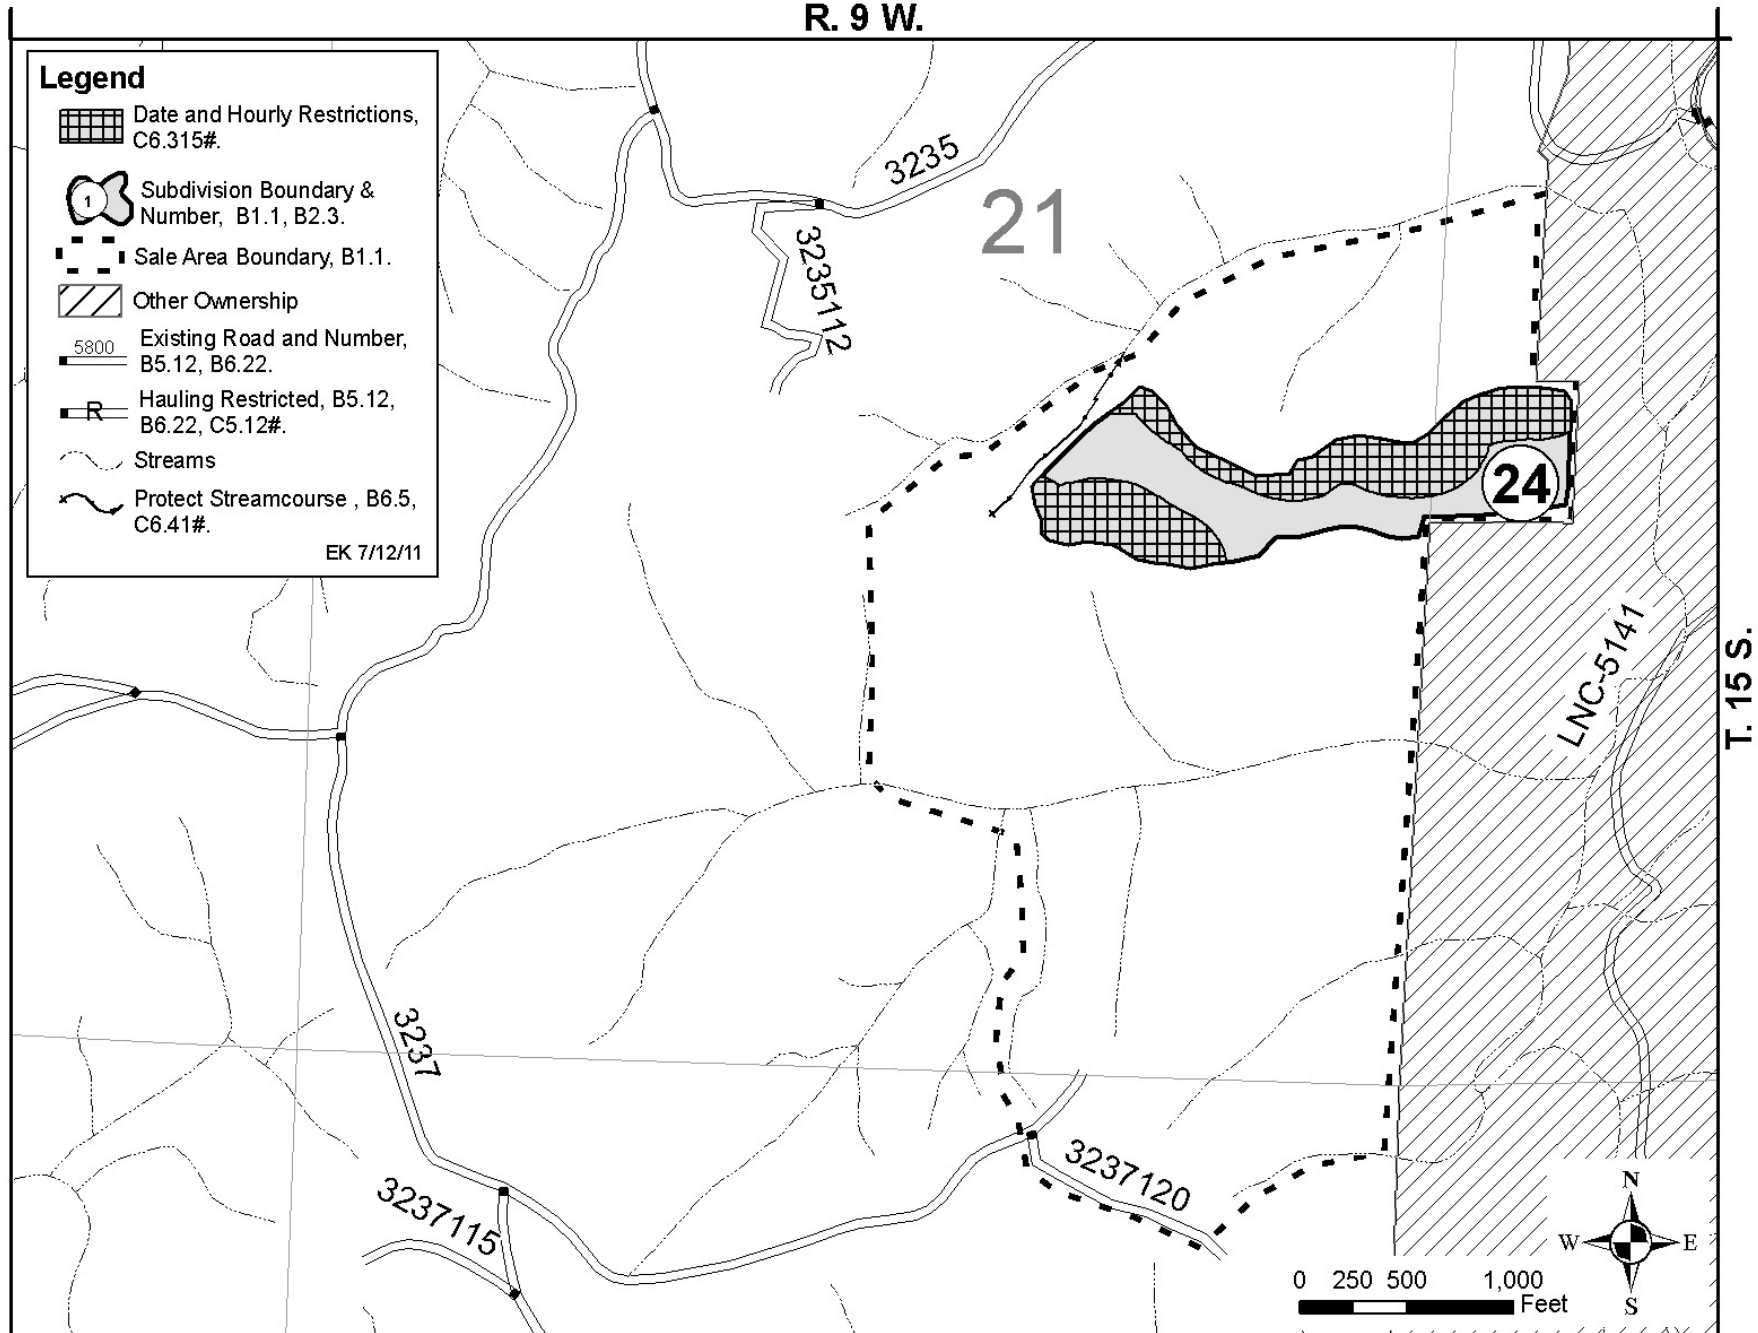 R. 9 W.
Legend
Date and Hourly Restrictions,
C6.315#.
1
Subdivision Boundary &
Number, B1.1, B2.3.
Sale Area Boundary, B1.1.
Other Ownership
5800
Existing Road and Number,
B5.12, B6.22.
R
Hauling Restricted, B5.12,
B6.22, C5.12#.
Streams
Protect Streamcourse , B6.5,
C6.41#.
EK 7/12/11
3235
21
3235112
24
LNC-5141
T. 15 S.
3237
3237120
3237115
N
W
E
S
0 250 500 1,000
Feet